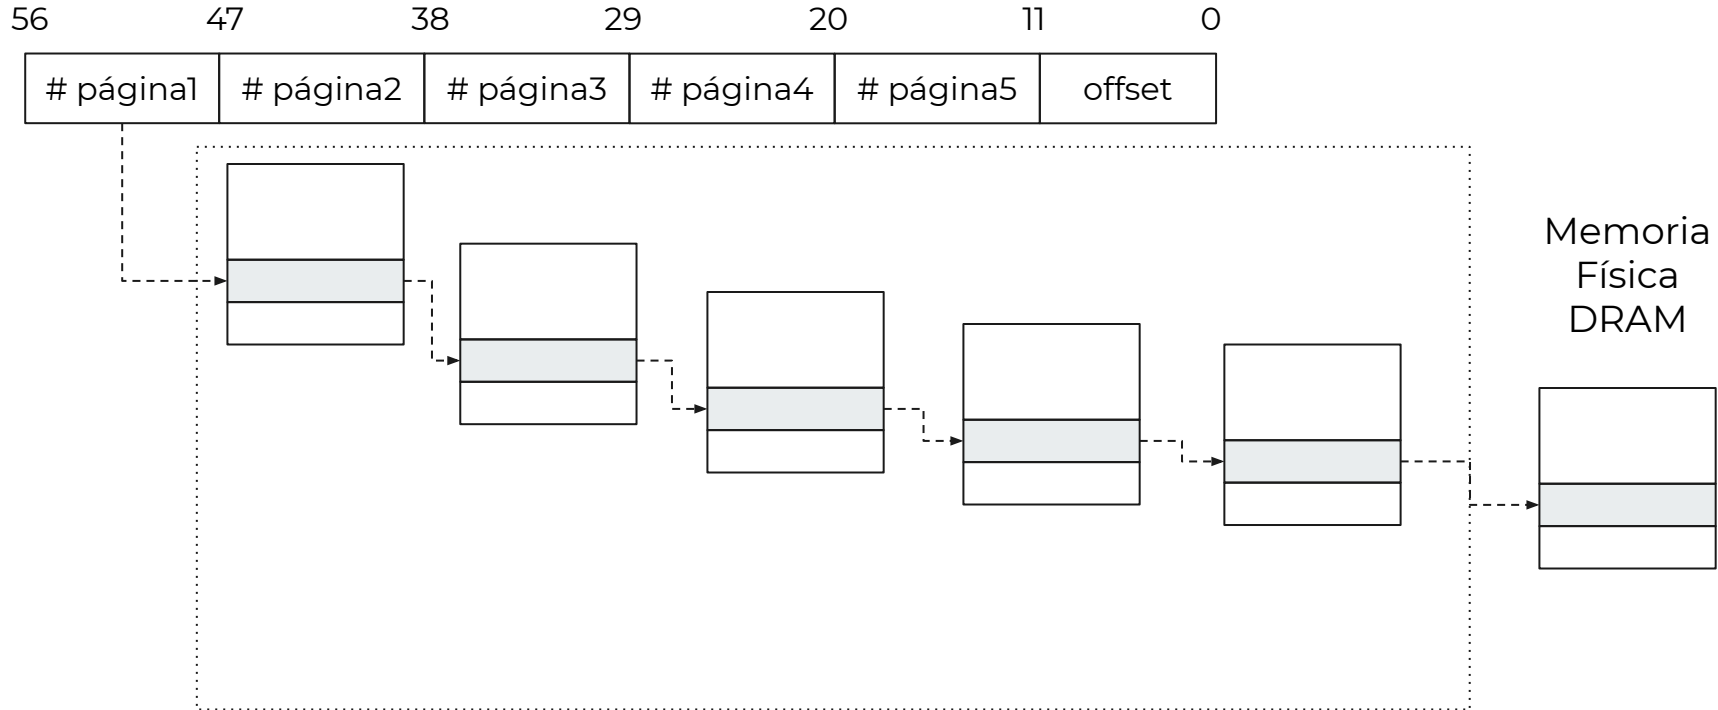 56 47 38 29 20 11 0
# página1 # página2 # página3 # página4 # página5 offset
Memoria
Física
DRAM